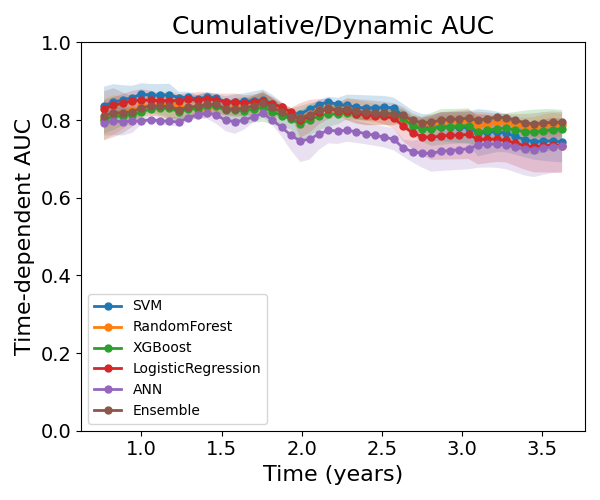 Cumulative/Dynamic AUC
Time-dependent AUC
1.0
0.8
0.6
0.4
0.2
0.0
SVM
RandomForest
XGBoost
LogisticRegression
ANN
Ensemble
1.0 1.5 2.0 2.5 3.0 3.5
Time (years)